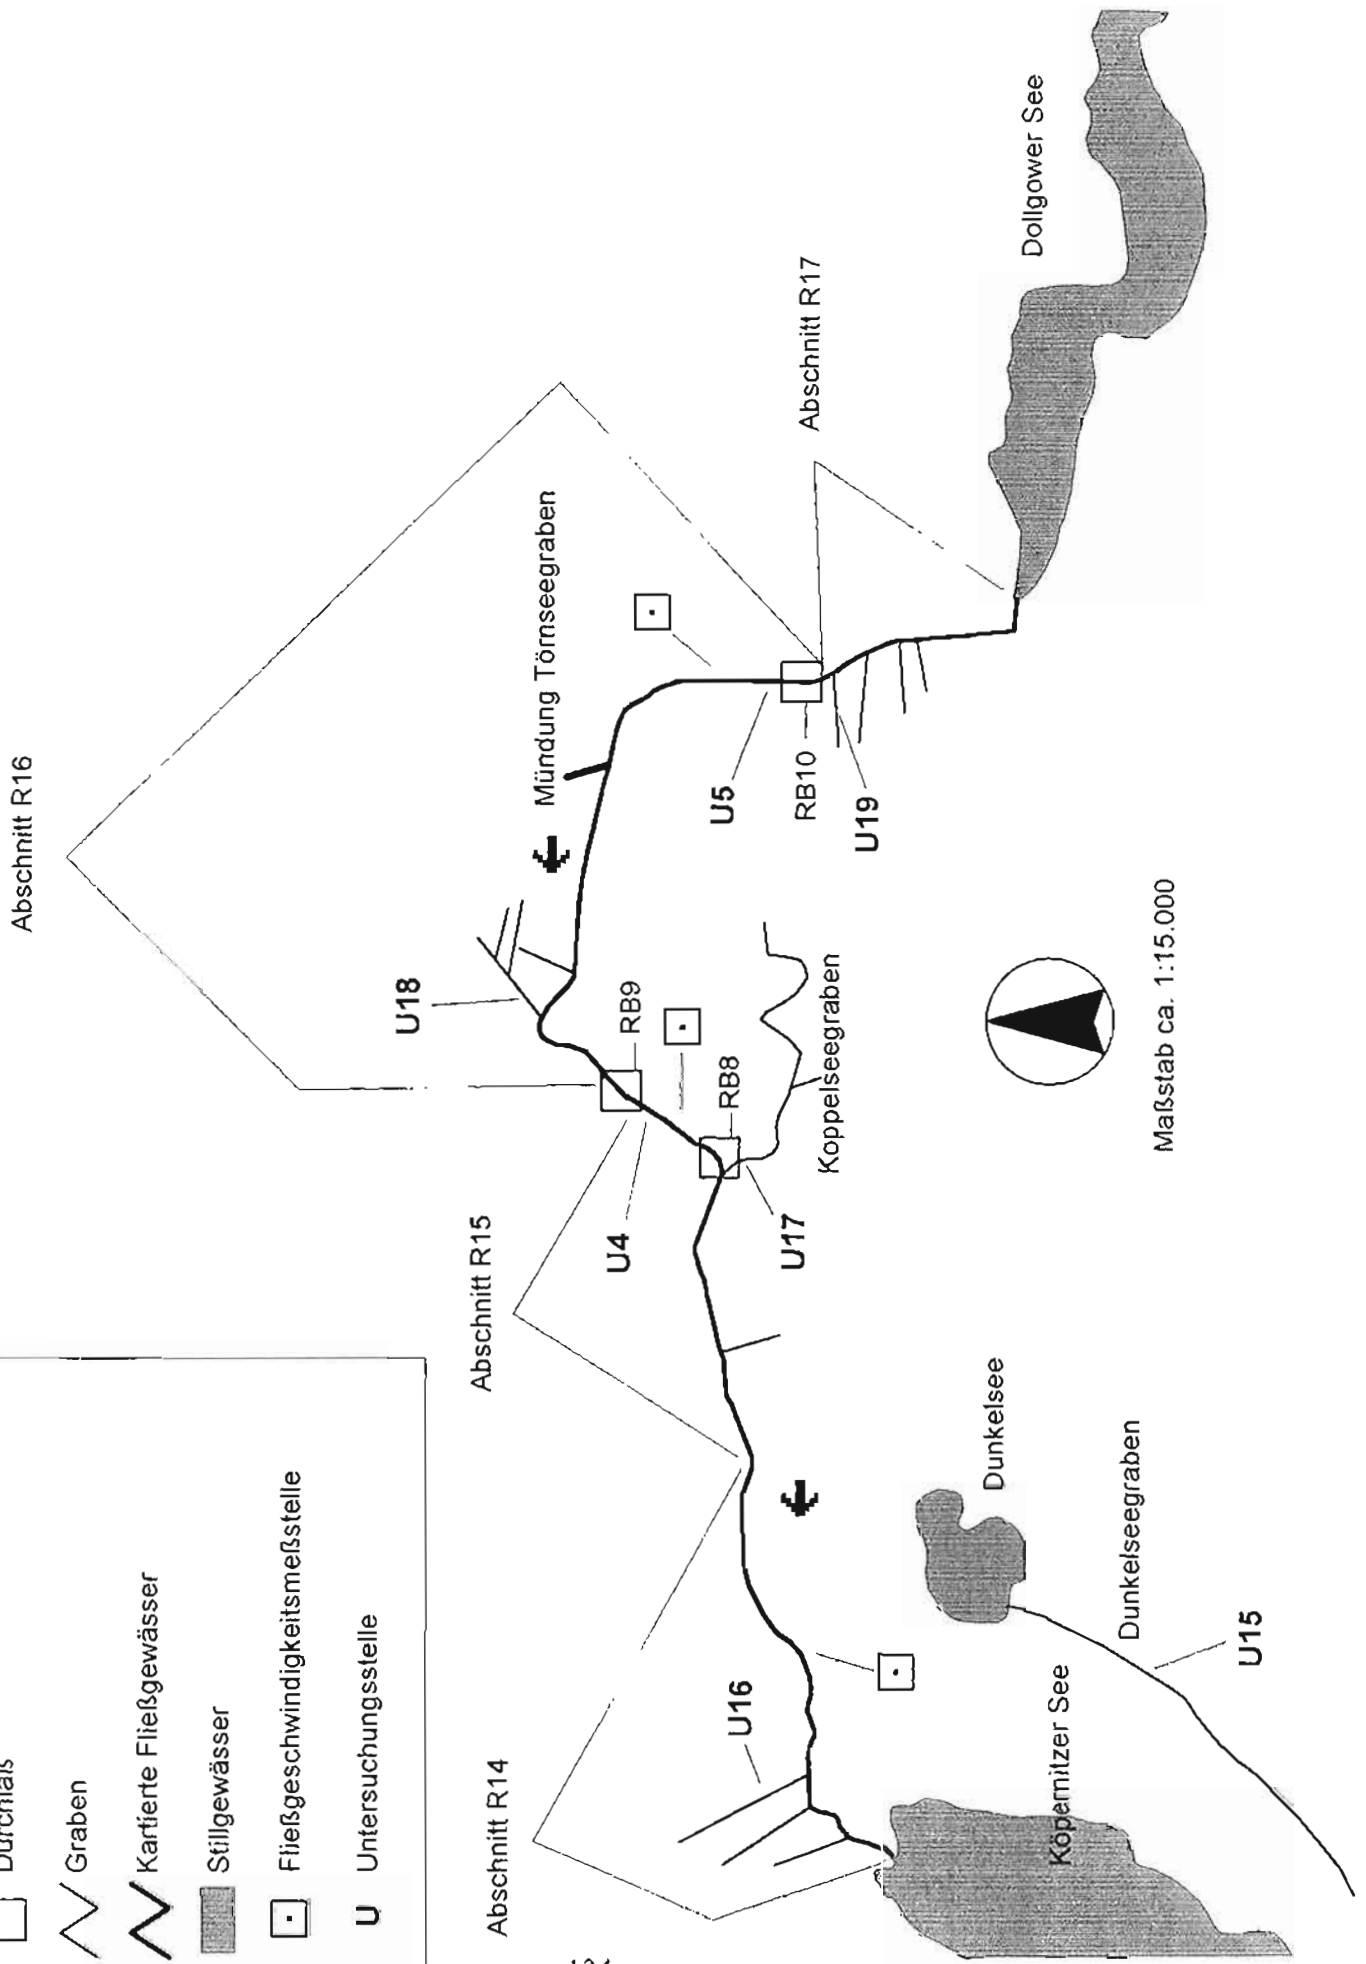 Durchlaß
Graben
Kartierte Fließgewässer
Stillgewässer
Fließgeschwindigkeitsmeßstelle
U Untersuchungsstelle
Abschnitt R14
U16
Köpernitzer See
Dunkelseegraben
U15
Dunkelsee
Abschnitt R15
U4
U17
RB8
RB9
Koppelseegraben
U18
Abschnitt R16
Mündung Törnseegraben
U5
RB10
U19
Abschnitt R17
Dollgower See
Maßstab ca. 1:15.000